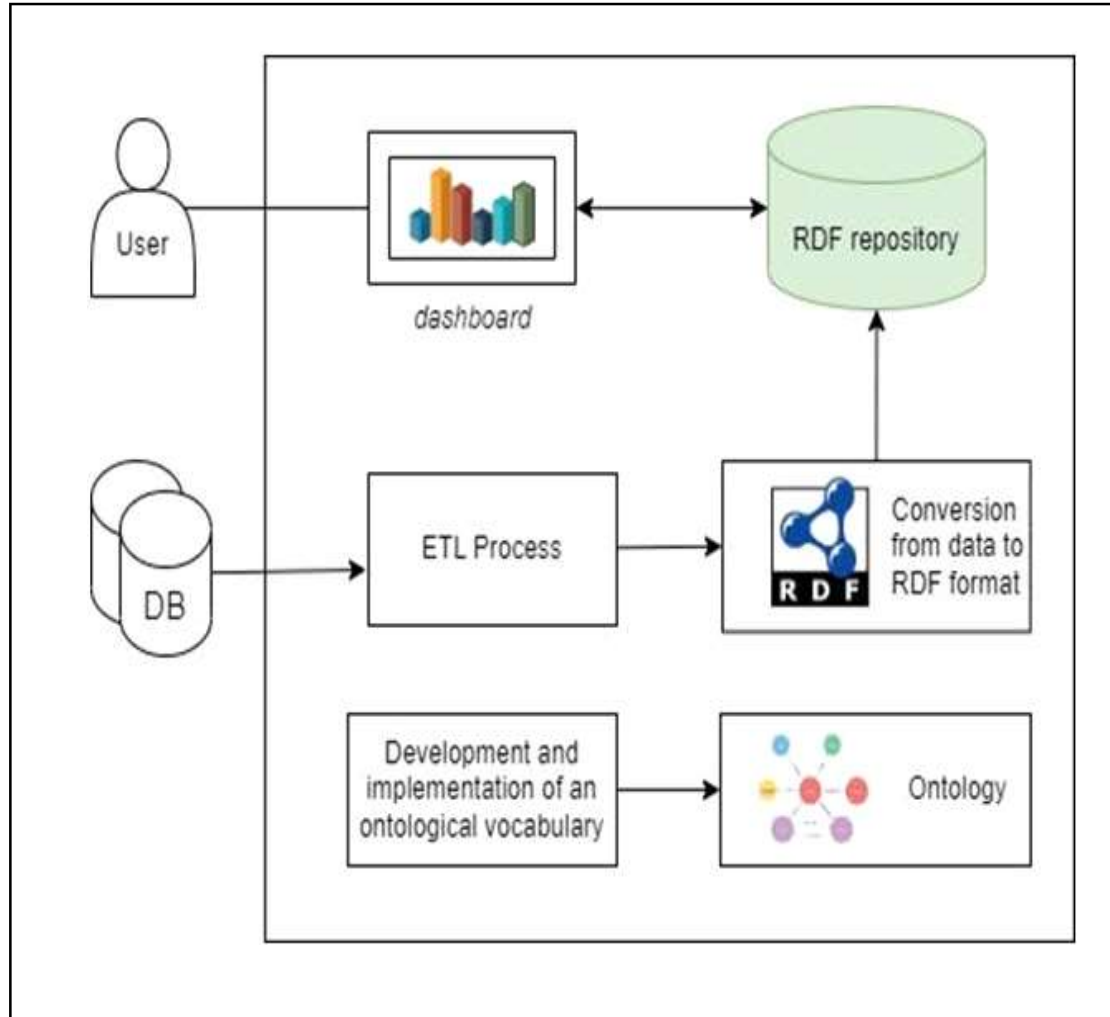 User
dashboard
RDF repository
DB
ETL Process
RDF
Conversion
from data to
RDF format
Development and
implementation of an
ontological vocabulary
Ontology